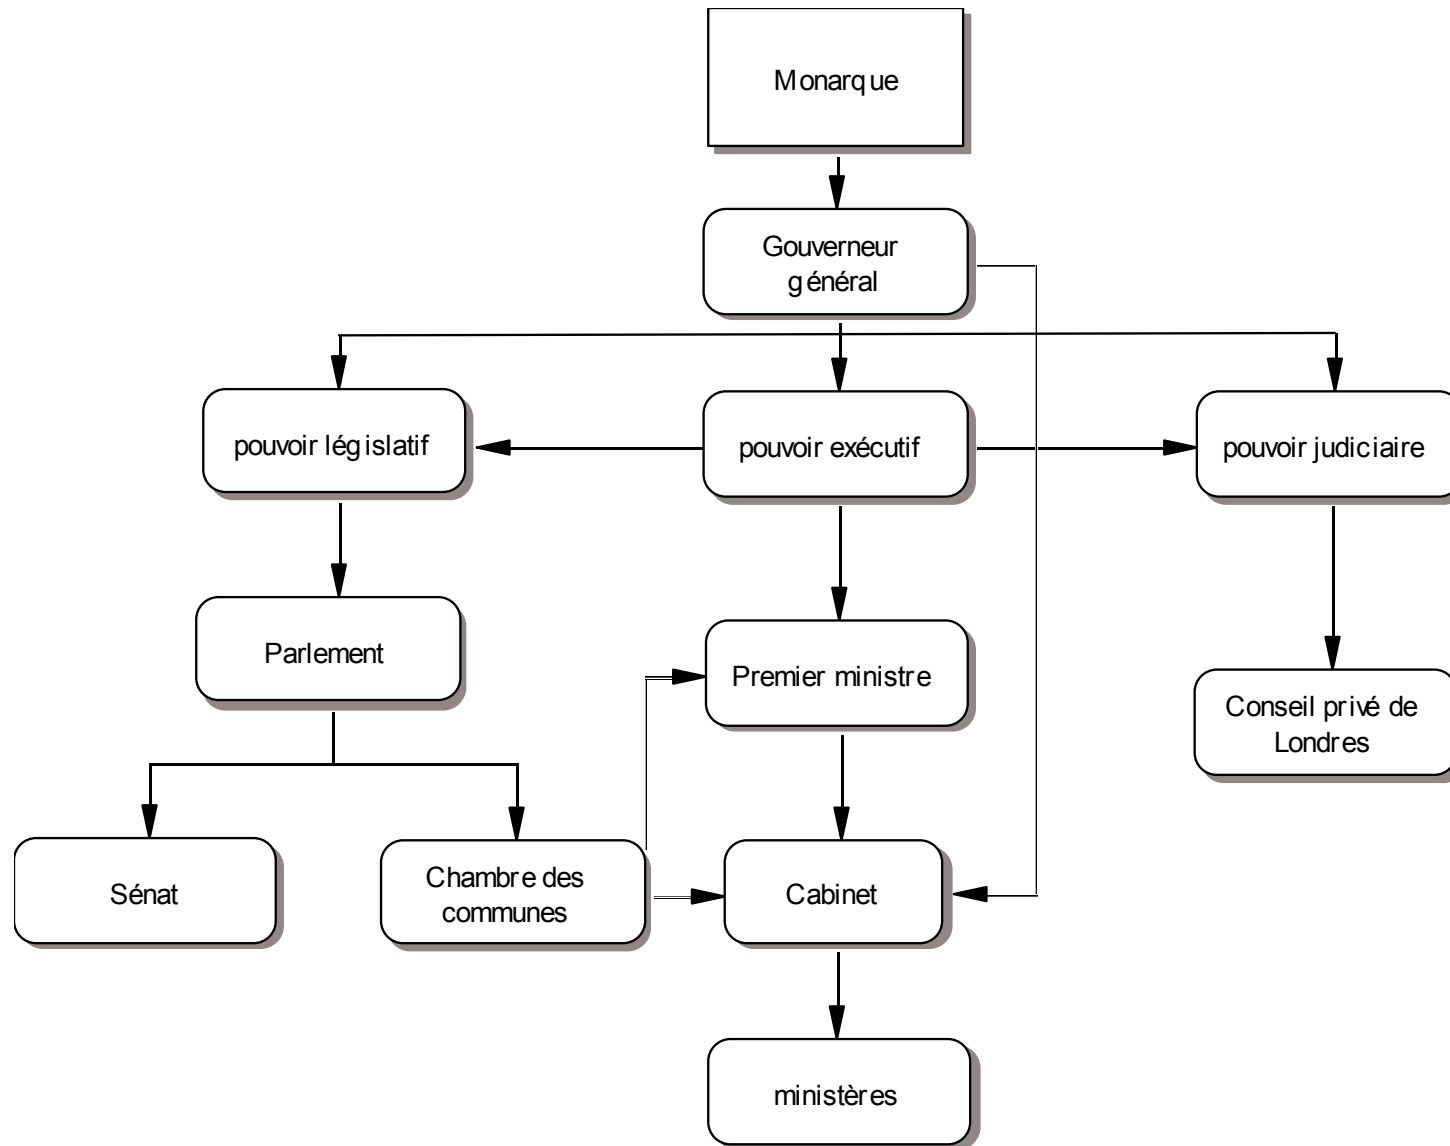 Monarque
Gouverneur
général
pouvoir législatif
pouvoir exécutif
pouvoir judiciaire
Parlement
Premier ministre
Conseil privé de
Londres
Sénat
Chambre des
communes
Cabinet
ministères